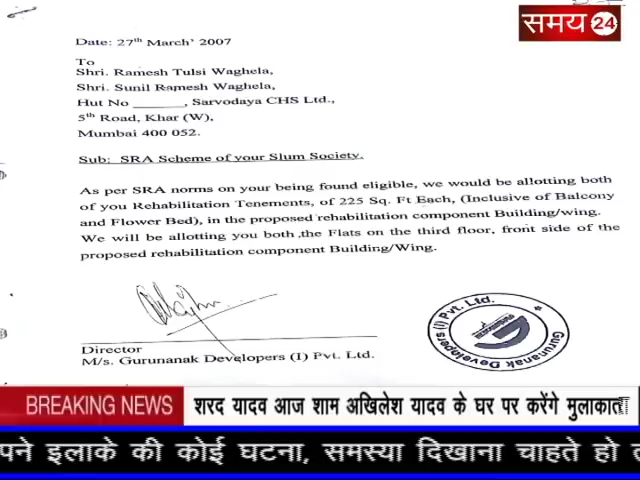 समय 24
Date: 27th March' 2007
To
Shri. Ramesh Tulsi Waghela,
Shri. Sunil Ramesh Waghela,
Hut No ______, Sarvodaya CHS Ltd.,
5th Road, Khar (W),
Mumbai 400 052.
Sub: SRA Scheme of your Slum Society.
As per SRA norms on your being found eligible, we would be allotting both
of you Rehabilitation Tenements, of 225 Sq. Ft Each, (Inclusive of Balcony
and Flower Bed), in the proposed rehabilitation component Building/wing.
We will be allotting you both ,the Flats on the third floor, front side of the
proposed rehabilitation component Building/Wing.
Director
M/s. Gurunanak Developers (I) Pvt. Ltd.
Gurunanak Developers (I) Pvt. Ltd.
BREAKING NEWS
शरद यादव आज शाम अखिलेश यादव के घर पर करेंगे मुलाकात
पने इलाके की कोई घटना, समस्या दिखाना चाहते हो